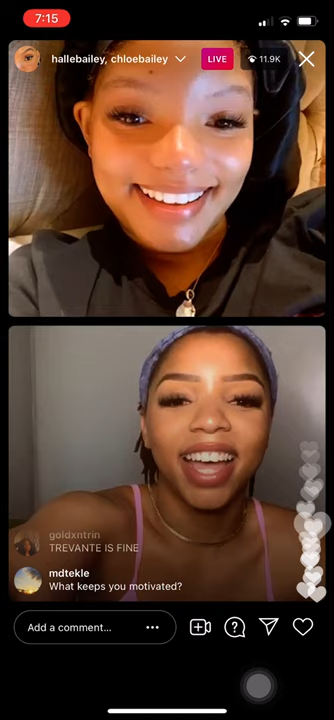 7:15
hallebailey, chloebailey LIVE 11.9K
goldxntrin
TREVANTE IS FINE
mdtekle
What keeps you motivated?
Add a comment...